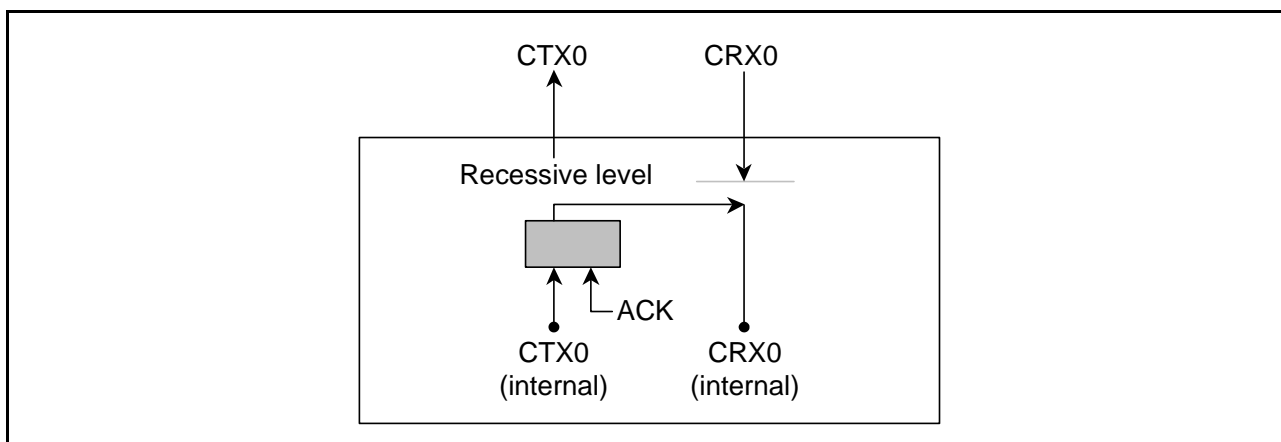 CTX0
CRX0
Recessive level
ACK
CTX0
(internal)
CRX0
(internal)